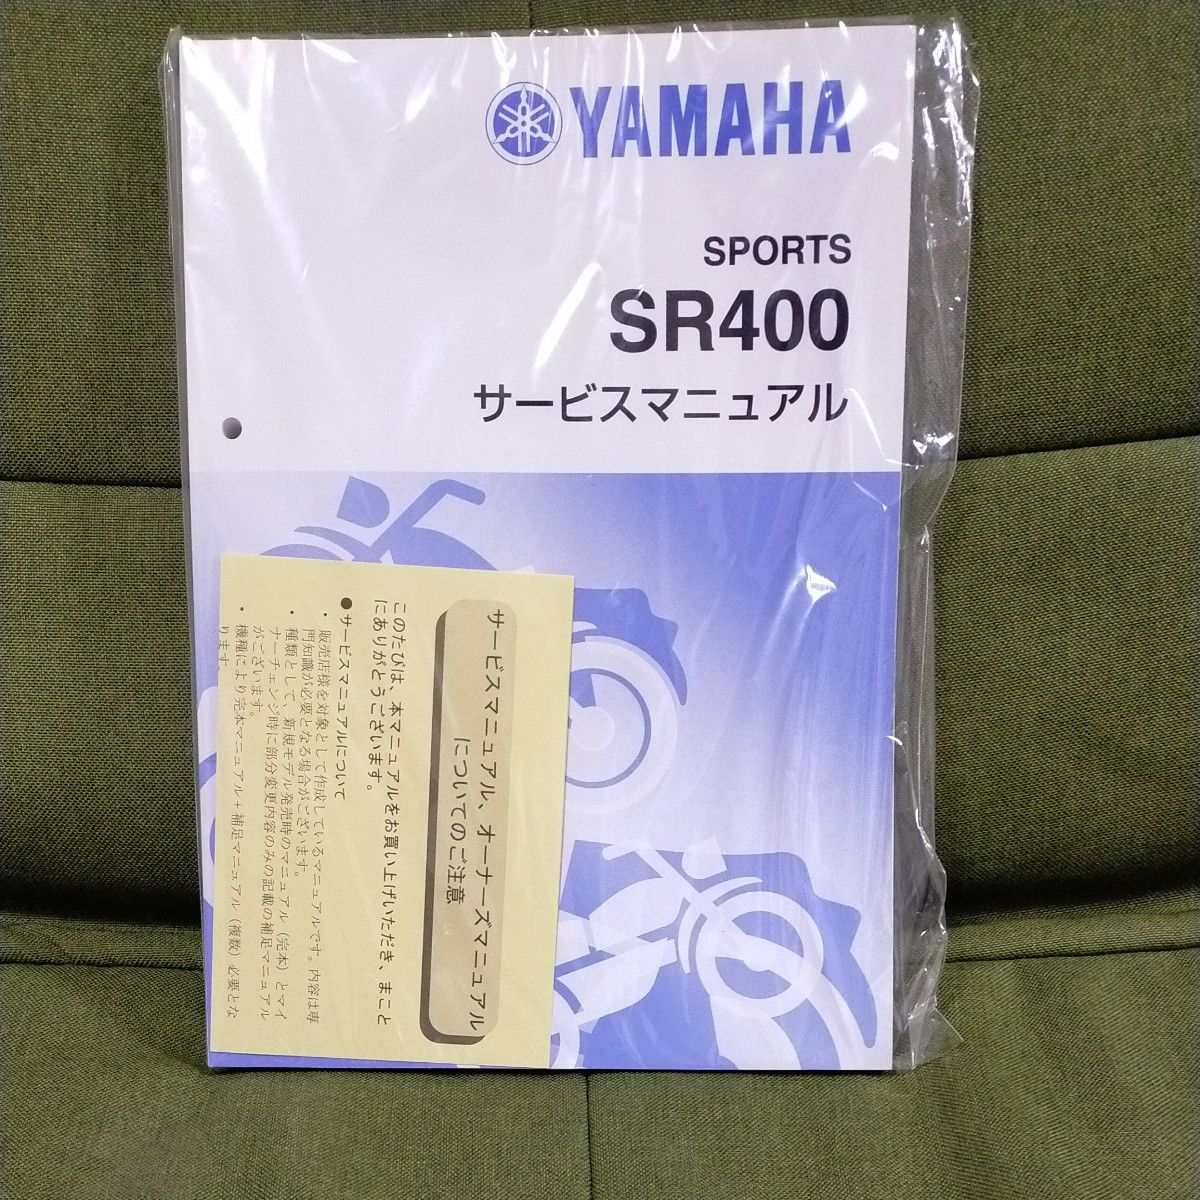 YAMAHA
SPORTS
SR400
サービスマニュアル
サービスマニュアル、オーナーズマニュアル
についてのご注意
このたびは、本マニュアルをお買い上げいただき、まこと
にありがとうございます。
●サービスマニュアルについて
・販売店様を対象として作成しているマニュアルです。内容は専
門知識が必要となる場合がございます。
・種類として、新規モデル発売時のマニュアル（完本）とマイ
ナーチェンジ時に部分変更内容のみの記載の補足マニュアル
がございます。
・機種により完本マニュアル+補足マニュアル（複数）必要とな
ります。